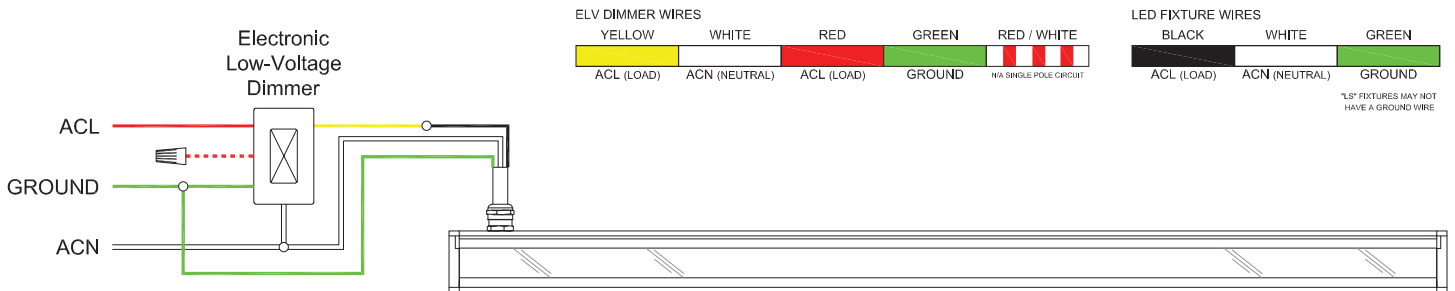 Electronic
Low-Voltage
Dimmer
ACL
GROUND
ACN
ELV DIMMER WIRES
YELLOW WHITE RED GREEN RED / WHITE
ACL (LOAD) ACN (NEUTRAL) ACL (LOAD) GROUND N/A SINGLE POLE CIRCUIT
LED FIXTURE WIRES
BLACK WHITE GREEN
ACL (LOAD) ACN (NEUTRAL) GROUND
"LS" FIXTURES MAY NOT
HAVE A GROUND WIRE